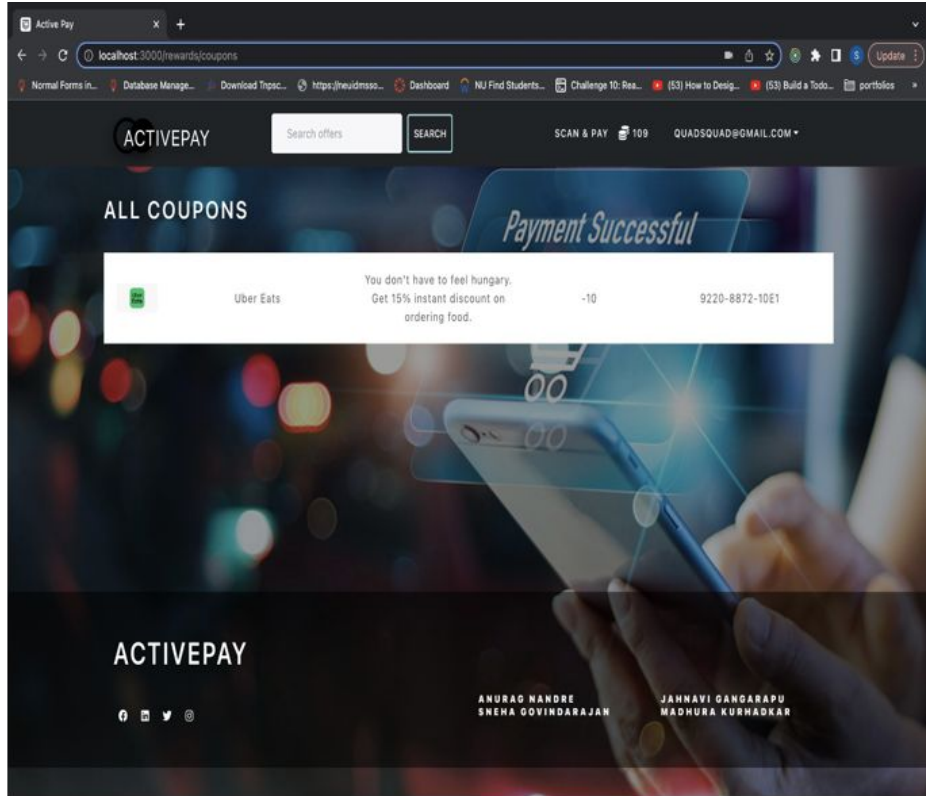 Active Pay
localhost:3000/rewards/coupons
Update
Normal Forms in...
Database Manage...
Download Tnpsc...
https://neuidmsso...
Dashboard
NU Find Students...
Challenge 10: Rea...
(53) How to Desig...
(53) Build a Todo...
portfolios
ACTIVEPAY
Search offers
SEARCH
SCAN & PAY
109
QUADSQUAD@GMAIL.COM
ALL COUPONS
Payment Successful
Uber Eats
Uber Eats
You don't have to feel hungary.
Get 15% instant discount on
ordering food.
-10
9220-8872-10E1
ACTIVEPAY
ANURAG NANDRE
SNEHA GOVINDARAJAN
JAHNAVI GANGARAPU
MADHURA KURHADKAR